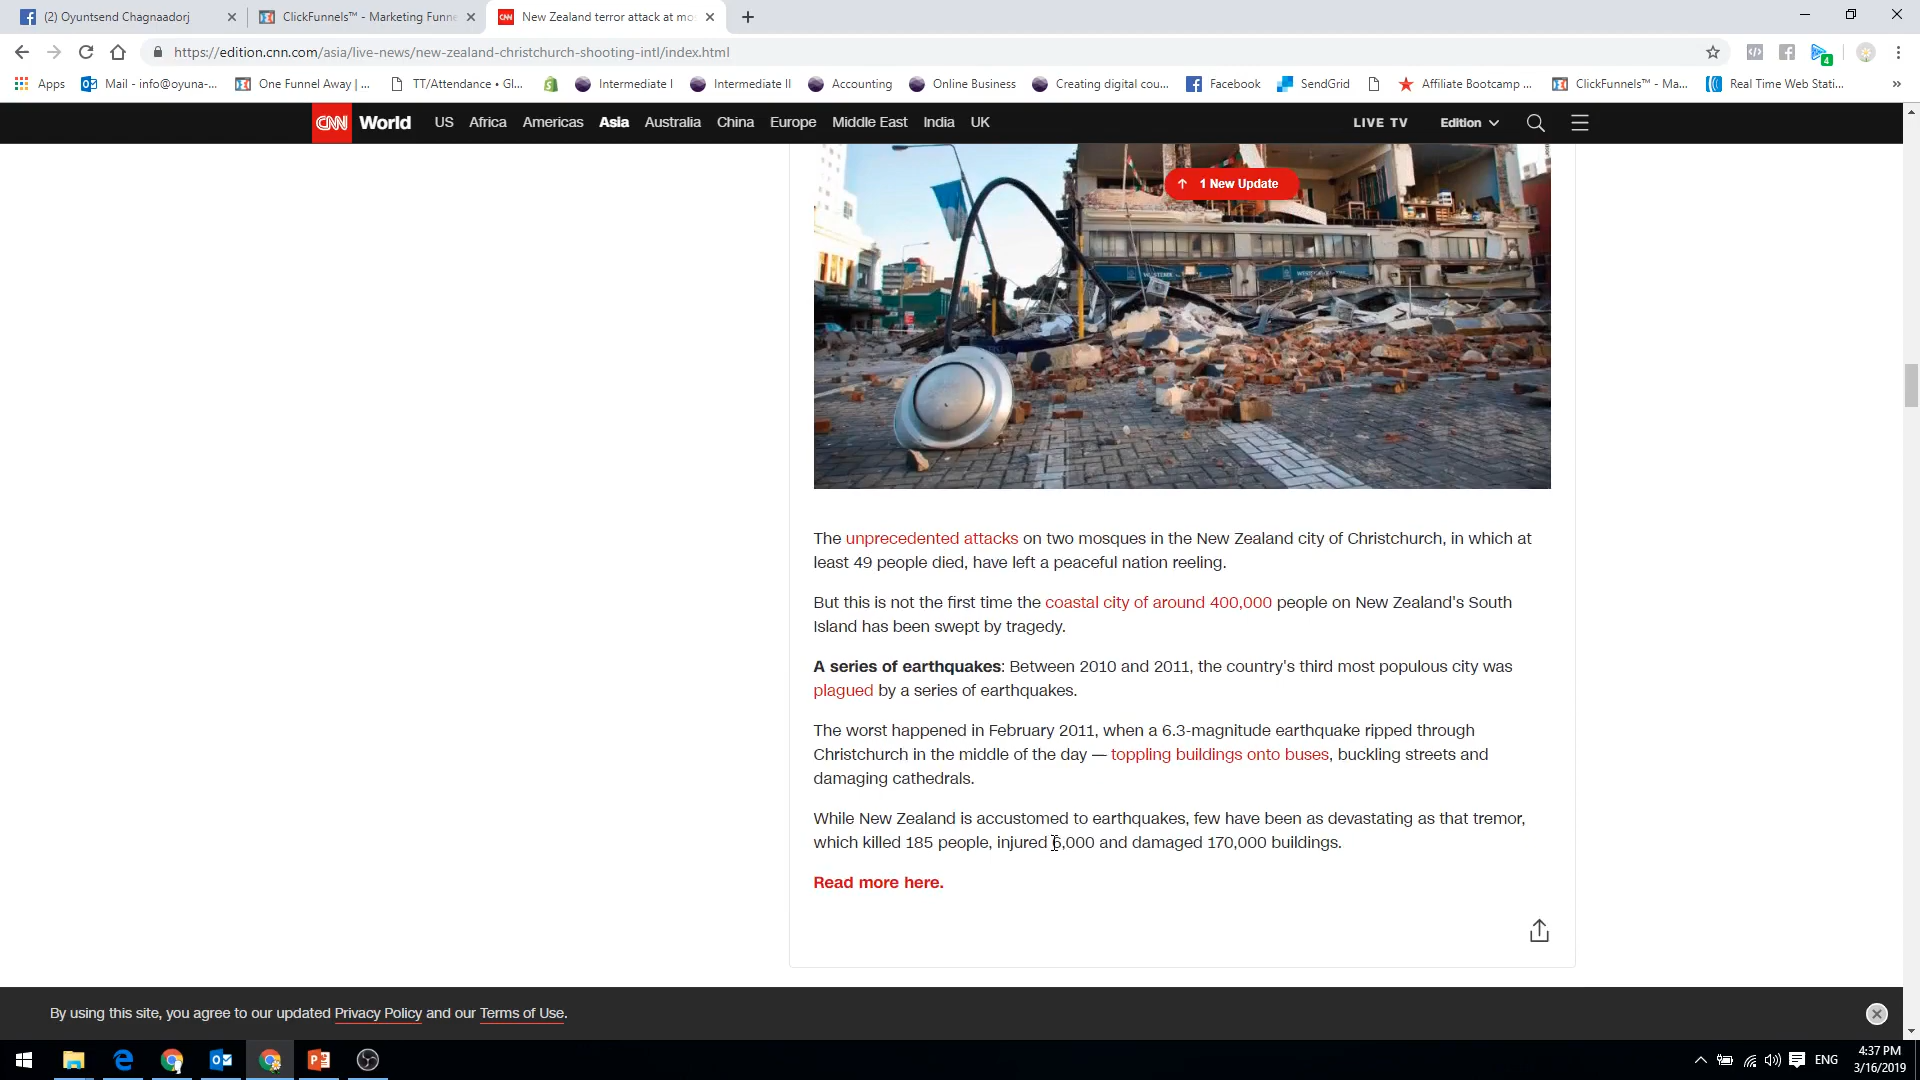 (2) Oyuntsend Chagnaadorj
ClickFunnels™ - Marketing Funne
CNN New Zealand terror attack at mo
https://edition.cnn.com/asia/live-news/new-zealand-christchurch-shooting-intl/index.html
4
Apps
Mail - info@oyuna-...
One Funnel Away | ...
TT/Attendance • Gl...
Intermediate I
Intermediate II
Accounting
Online Business
Creating digital cou...
Facebook
SendGrid
Affiliate Bootcamp ...
ClickFunnels™ - Ma...
Real Time Web Stati...
»
CNN World US Africa Americas Asia Australia China Europe Middle East India UK LIVE TV Edition
↑ 1 New Update
The unprecedented attacks on two mosques in the New Zealand city of Christchurch, in which at
least 49 people died, have left a peaceful nation reeling.
But this is not the first time the coastal city of around 400,000 people on New Zealand's South
Island has been swept by tragedy.
A series of earthquakes: Between 2010 and 2011, the country's third most populous city was
plagued by a series of earthquakes.
The worst happened in February 2011, when a 6.3-magnitude earthquake ripped through
Christchurch in the middle of the day — toppling buildings onto buses, buckling streets and
damaging cathedrals.
While New Zealand is accustomed to earthquakes, few have been as devastating as that tremor,
which killed 185 people, injured 6,000 and damaged 170,000 buildings.
Read more here.
By using this site, you agree to our updated Privacy Policy and our Terms of Use.
ENG
4:37 PM
3/16/2019